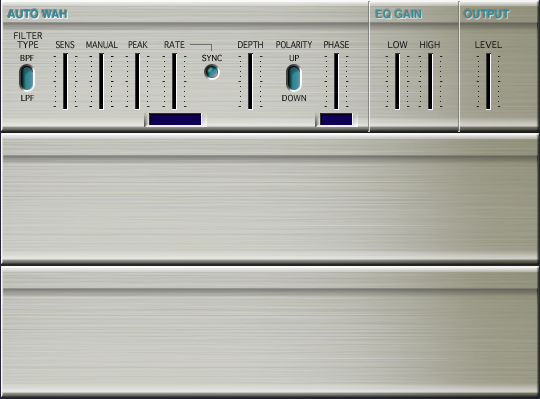 AUTO WAH EQ GAIN OUTPUT
FILTER
TYPE SENS MANUAL PEAK RATE DEPTH POLARITY PHASE LOW HIGH LEVEL
BPF SYNC UP
LPF DOWN